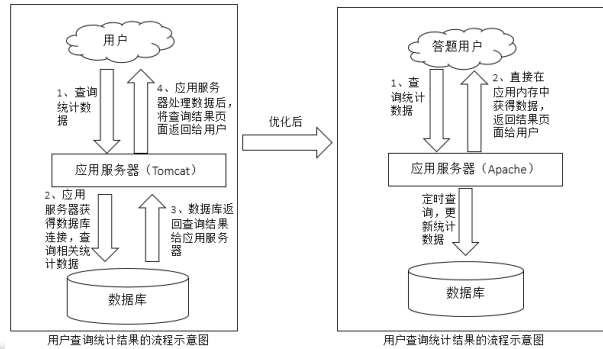 用户
1、查询
统计数
据
4、应用服务
器处理数据后，
将查询结果页
面返回给用户
应用服务器（Tomcat）
2、应用
服务器获
得数据库
连接，查
询相关统
计数据
3、数据库返
回查询结果
给应用服务
器
数据库
用户查询统计结果的流程示意图
优化后
答题用户
1、查
询统计
数据
2、直接在
应用内存中
获得数据，
返回结果页
面给用户
应用服务器（Apache）
定时查
询，更
新统计
数据
数据库
用户查询统计结果的流程示意图